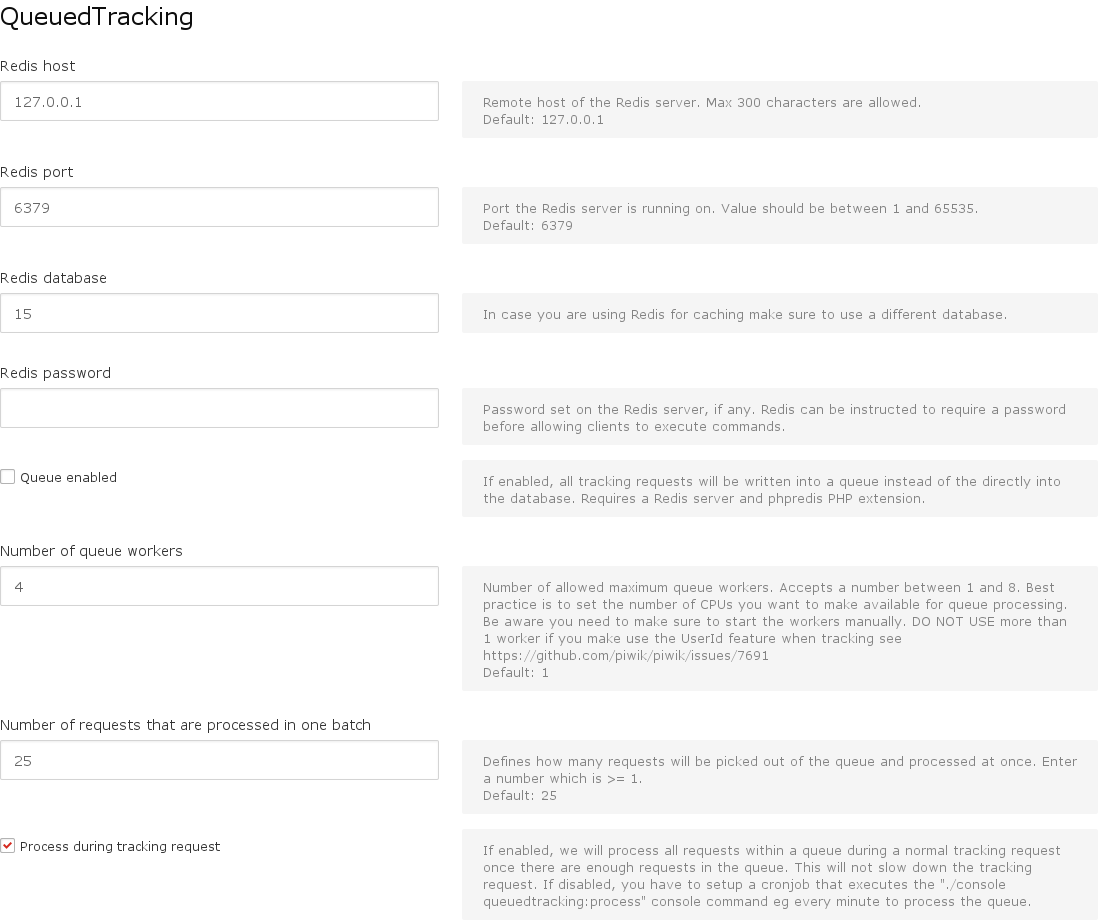 QueuedTracking
Redis host
127.0.0.1
Remote host of the Redis server. Max 300 characters are allowed.
Default: 127.0.0.1
Redis port
6379
Port the Redis server is running on. Value should be between 1 and 65535.
Default: 6379
Redis database
15
In case you are using Redis for caching make sure to use a different database.
Redis password
Password set on the Redis server, if any. Redis can be instructed to require a password
before allowing clients to execute commands.
Queue enabled
If enabled, all tracking requests will be written into a queue instead of the directly into
the database. Requires a Redis server and phpredis PHP extension.
Number of queue workers
4
Number of allowed maximum queue workers. Accepts a number between 1 and 8. Best
practice is to set the number of CPUs you want to make available for queue processing.
Be aware you need to make sure to start the workers manually. DO NOT USE more than
1 worker if you make use the UserId feature when tracking see
https://github.com/piwik/piwik/issues/7691
Default: 1
Number of requests that are processed in one batch
25
Defines how many requests will be picked out of the queue and processed at once. Enter
a number which is >= 1.
Default: 25
Process during tracking request
If enabled, we will process all requests within a queue during a normal tracking request
once there are enough requests in the queue. This will not slow down the tracking
request. If disabled, you have to setup a cronjob that executes the "./console
queuedtracking:process" console command eg every minute to process the queue.